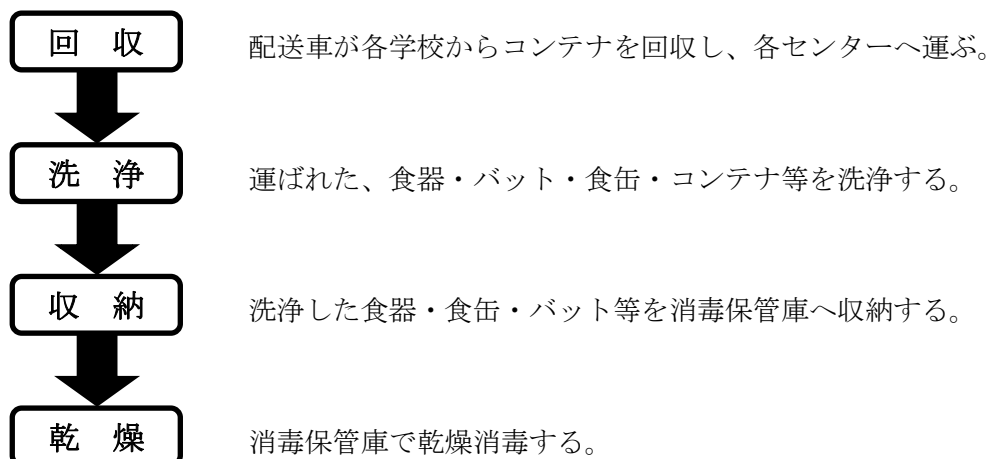 回　収　配送車が各学校からコンテナを回収し、各センターへ運ぶ。
洗　浄　運ばれた、食器・バット・食缶・コンテナ等を洗浄する。
収　納　洗浄した食器・食缶・バット等を消毒保管庫へ収納する。
乾　燥　消毒保管庫で乾燥消毒する。